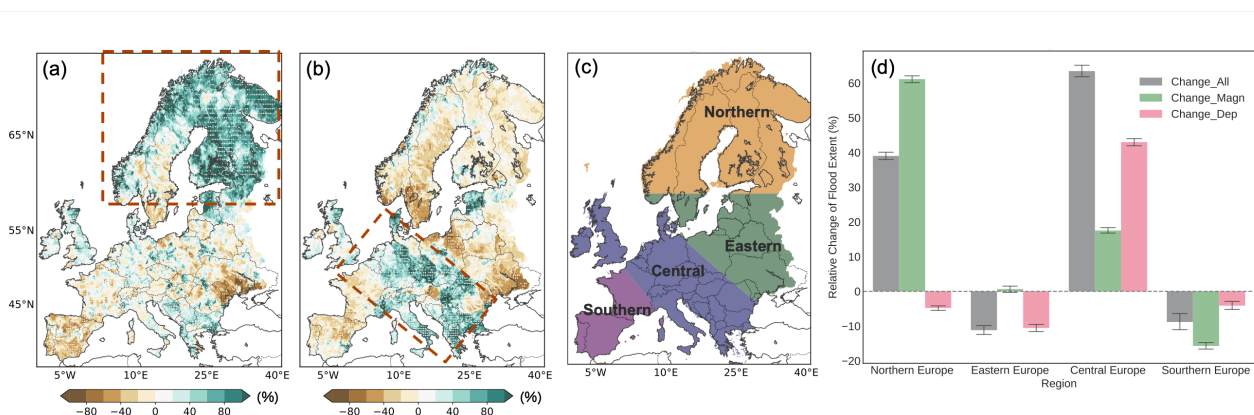 (a)
(b)
(c)
(d)
65°N
55°N
45°N
5°W 10°E 25°E 40°E
5°W 10°E 25°E 40°E
5°W 10°E 25°E 40°E
−80 −40 0 40 80 (%)
−80 −40 0 40 80 (%)
Northern
Eastern
Central
Southern
Relative Change of Flood Extent (%)
60
50
40
30
20
10
0
−10
−20
Change_All
Change_Magn
Change_Dep
Northern Europe Eastern Europe Central Europe Sourthern Europe
Region